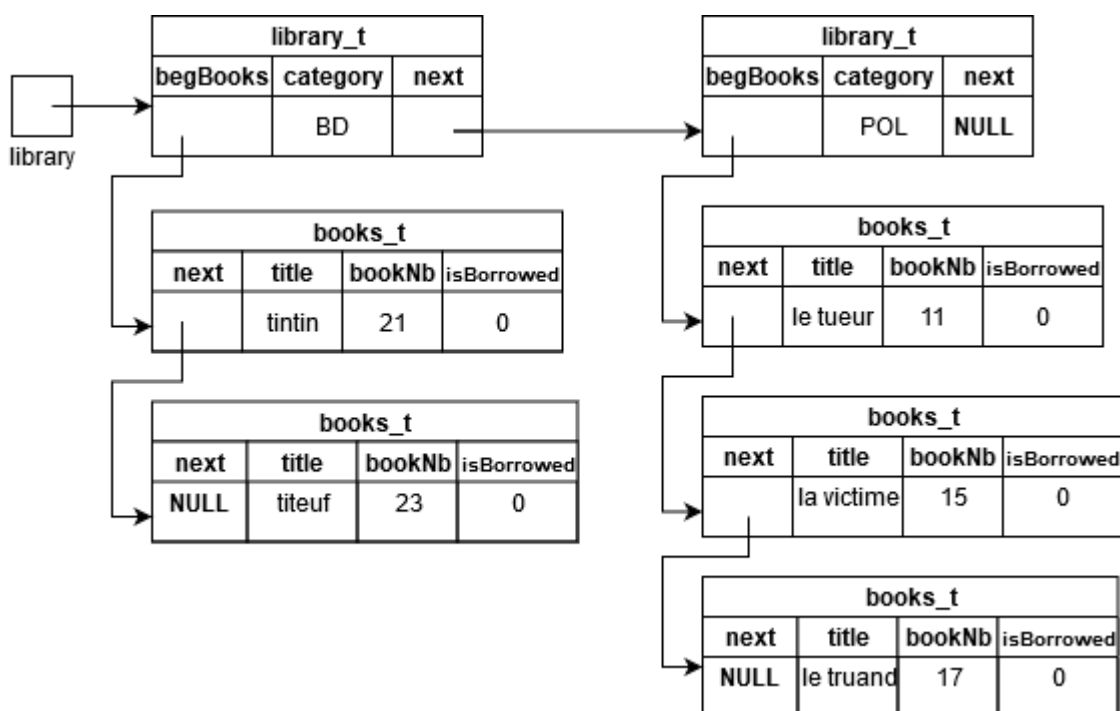 library_t
begBooks category next
BD
library
library_t
begBooks category next
POL NULL
books_t
next title bookNb isBorrowed
tintin 21 0
books_t
next title bookNb isBorrowed
NULL titeuf 23 0
books_t
next title bookNb isBorrowed
le tueur 11 0
books_t
next title bookNb isBorrowed
la victime 15 0
books_t
next title bookNb isBorrowed
NULL le truand 17 0